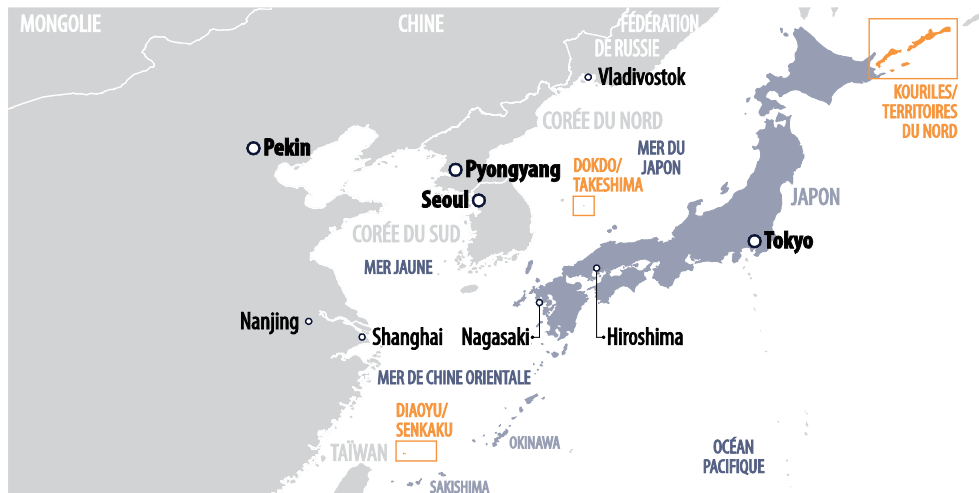 MONGOLIE
CHINE
FÉDÉRATION
DE RUSSIE
Vladivostok
KOURILES/
TERRITOIRES
DU NORD
CORÉE DU NORD
MER DU
JAPON
Pekin
Pyongyang
DOKDO/
TAKESHIMA
Seoul
JAPON
CORÉE DU SUD
Tokyo
MER JAUNE
Nanjing
Shanghai
Nagasaki
Hiroshima
MER DE CHINE ORIENTALE
DIAOYU/
SENKAKU
TAÏWAN
OKINAWA
OCÉAN
PACIFIQUE
SAKISHIMA